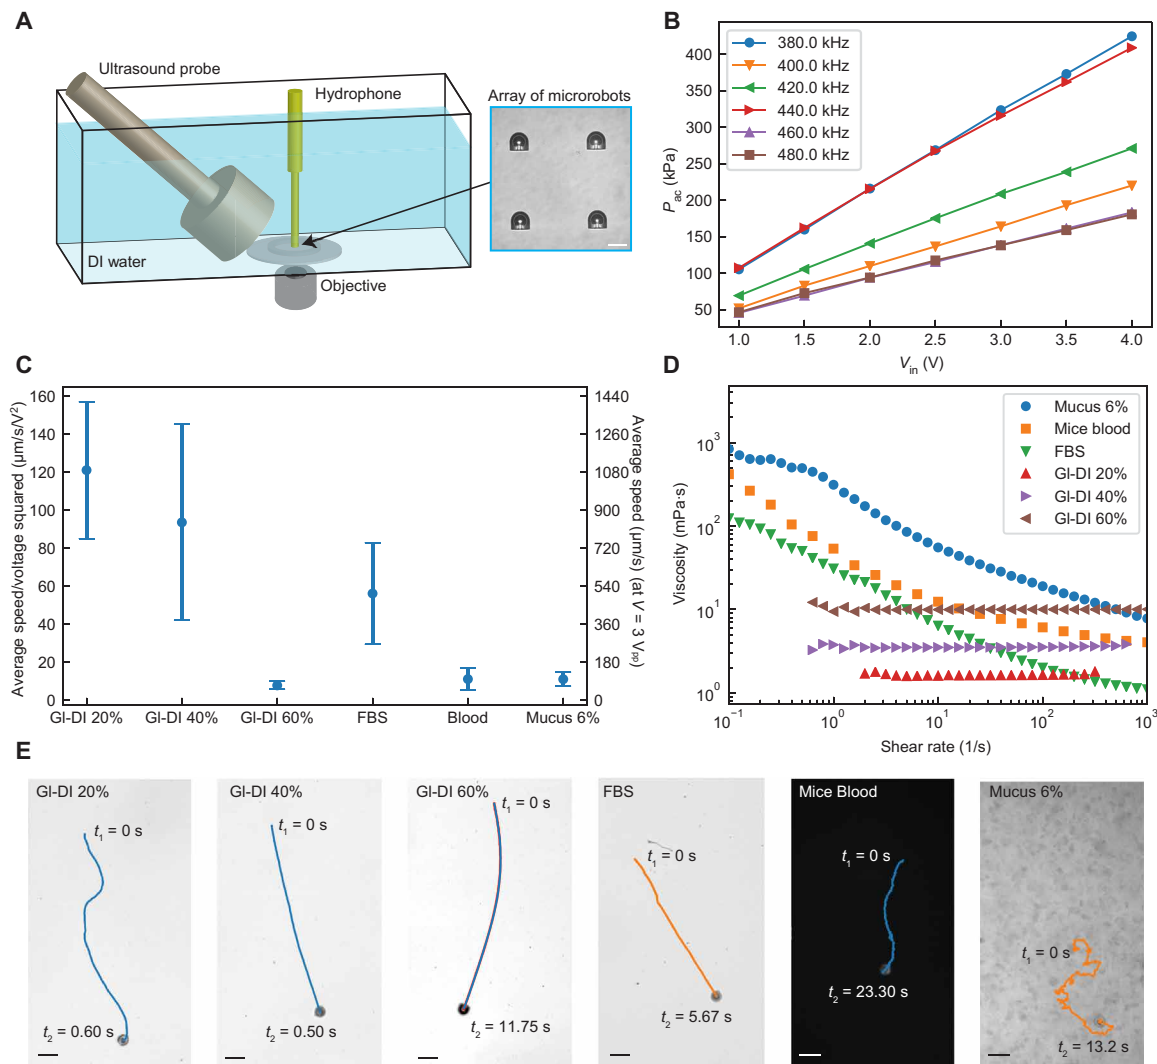 A
Ultrasound probe
Hydrophone
Array of microrobots
DI water
Objective
B
380.0 kHz
400.0 kHz
420.0 kHz
440.0 kHz
460.0 kHz
480.0 kHz
P_ac (kPa)
400
350
300
250
200
150
100
50
1.0 1.5 2.0 2.5 3.0 3.5 4.0
V_in (V)
C
Average speed/voltage squared (μm/s/V²)
160
140
120
100
80
60
40
20
0
1440
1260
1080
900
720
540
360
180
0
Average speed (μm/s) (at V = 3 V_pp)
Gl-DI 20% Gl-DI 40% Gl-DI 60% FBS Blood Mucus 6%
D
Mucus 6%
Mice blood
FBS
Gl-DI 20%
Gl-DI 40%
Gl-DI 60%
Viscosity (mPa·s)
10³
10²
10¹
10⁰
10⁻¹ 10⁰ 10¹ 10² 10³
Shear rate (1/s)
E
Gl-DI 20%
t₁ = 0 s
t₂ = 0.60 s
Gl-DI 40%
t₁ = 0 s
t₂ = 0.50 s
Gl-DI 60%
t₁ = 0 s
t₂ = 11.75 s
FBS
t₁ = 0 s
t₂ = 5.67 s
Mice Blood
t₁ = 0 s
t₂ = 23.30 s
Mucus 6%
t₁ = 0 s
t₂ = 13.2 s